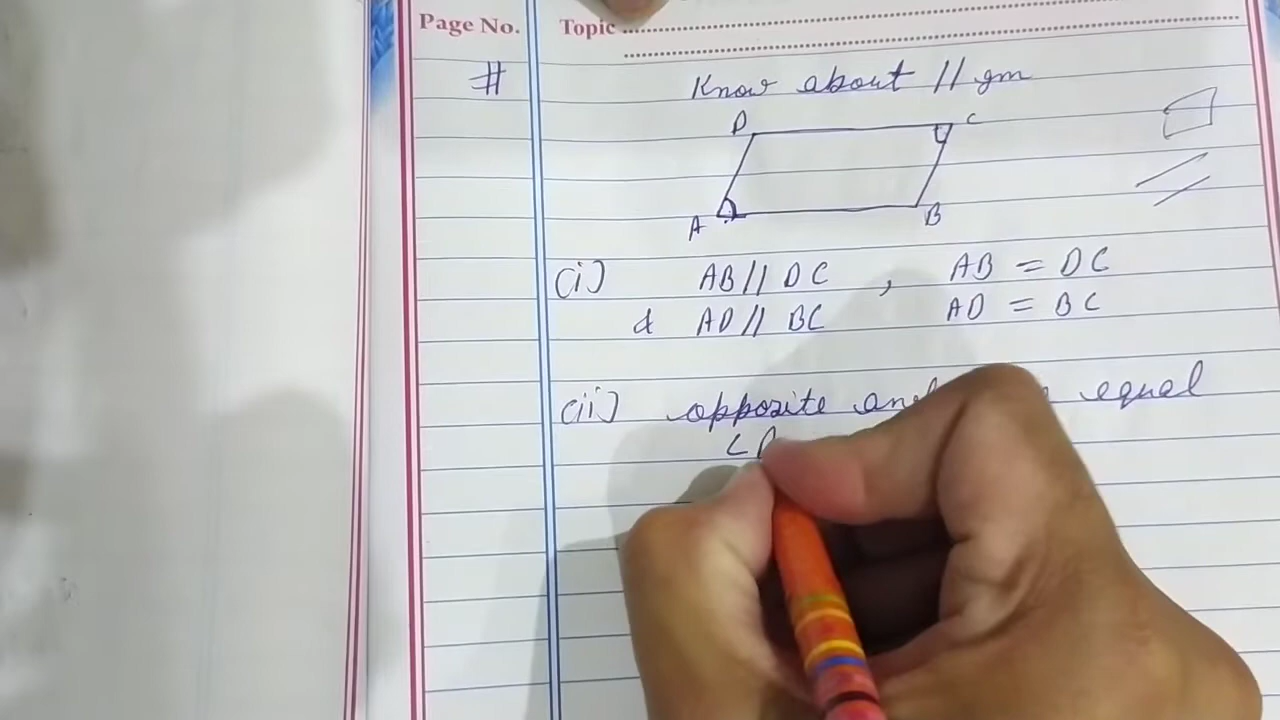 Page No.
Topic
# Know about // gm
D C
A B
(i) AB // DC , AB = DC
& AD // BC AD = BC
(ii) opposite equal
∠